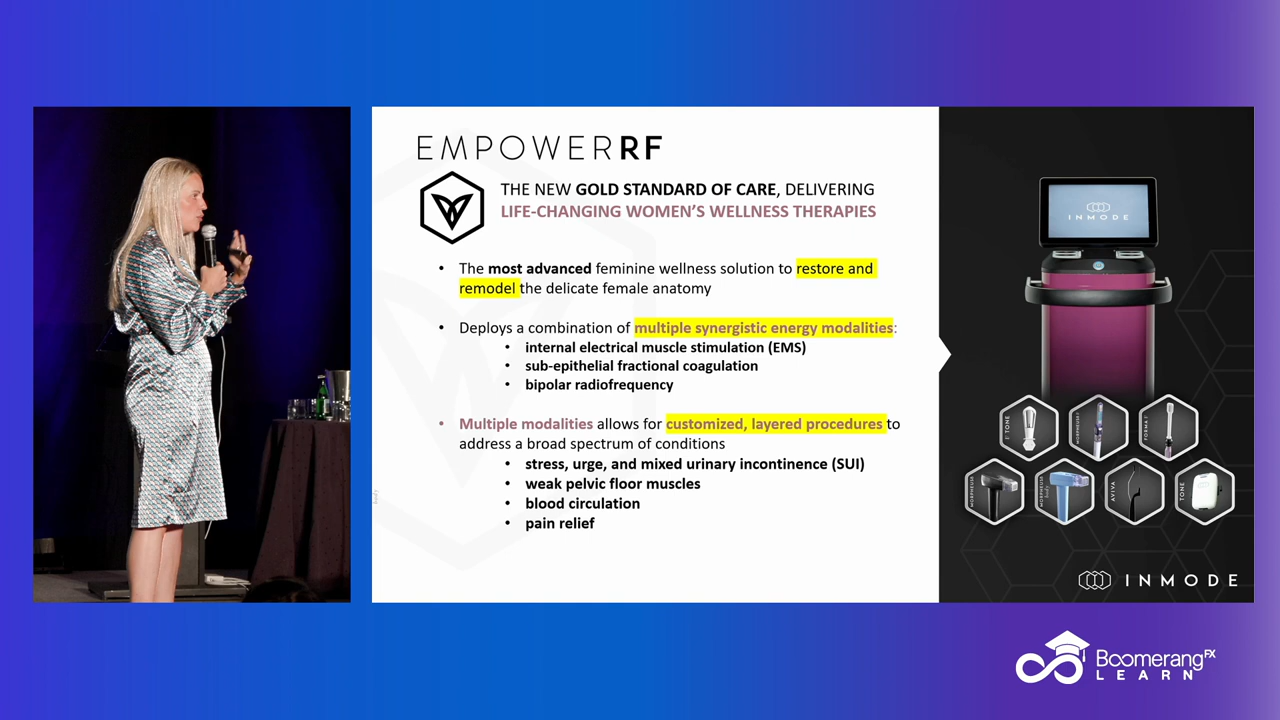 EMPOWERRF
THE NEW GOLD STANDARD OF CARE, DELIVERING
LIFE-CHANGING WOMEN'S WELLNESS THERAPIES
• The most advanced feminine wellness solution to restore and
remodel the delicate female anatomy
• Deploys a combination of multiple synergistic energy modalities:
• internal electrical muscle stimulation (EMS)
• sub-epithelial fractional coagulation
• bipolar radiofrequency
• Multiple modalities allows for customized, layered procedures to
address a broad spectrum of conditions
• stress, urge, and mixed urinary incontinence (SUI)
• weak pelvic floor muscles
• blood circulation
• pain relief
INMODE
TONE
AVIVA
TONE
INMODE
BoomerangFX
LEARN